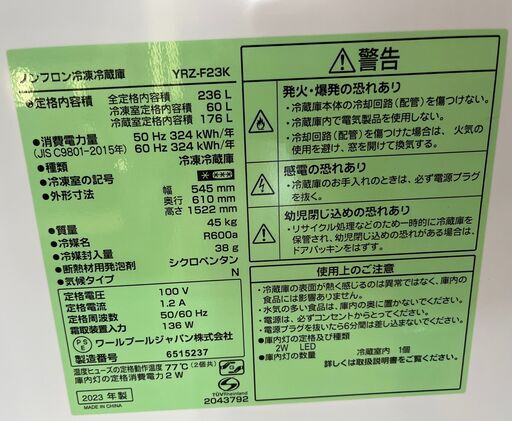 ノンフロン冷凍冷蔵庫 YRZ-F23K
●定格内容積 全定格内容積 236 L
冷凍室定格内容積 60 L
冷蔵室定格内容積 176 L
●消費電力量 50 Hz 324 kWh/年
(JIS C9801-2015年) 60 Hz 324 kWh/年
●種類 冷凍冷蔵庫
●冷凍室の記号
●外形寸法 幅 545 mm
奥行 610 mm
高さ 1522 mm
●質量 45 kg
●冷媒名 R600a
●冷媒封入量 38 g
●断熱材用発泡剤 シクロペンタン
●気候タイプ N
定格電圧 100 V
定格電流 1.2 A
定格周波数 50/60 Hz
霜取装置入力 136 W
PSE ワールプールジャパン株式会社
製造番号 6515237
温度ヒューズの定格動作温度 77℃ (2個共)
庫内灯の定格消費電力 2 W
2023 年製
MADE IN CHINA
TÜVRheinland
2043792
警告
発火・爆発の恐れあり
・冷蔵庫本体の冷却回路(配管)を傷つけない。
・冷蔵庫内で電気製品を使用しない。
・冷却回路(配管)を傷つけた場合は、火気の
使用を避け、窓を開けて換気する。
感電の恐れあり
・冷蔵庫のお手入れのときは、必ず電源プラグ
を抜く。
幼児閉じ込めの恐れあり
・リサイクル処理などのため一時的に冷蔵庫を
保管され、幼児閉じ込めの恐れがある場合は、
ドアパッキンをはずす。
使用上のご注意
・冷蔵庫の表面が熱く感じるのは異常ではなく、庫内の
食品には影響ありません。
・水気の多い食品は、庫内の奥に置かないでください。
・電源は、必ずコンセントからとってください。
・電源プラグを抜いたら6分間は差し込まないでください。
●庫内灯の定格及び種類
2W LED
●庫内灯の数量 冷蔵室内 1個
詳しくは取扱説明書をご覧ください。